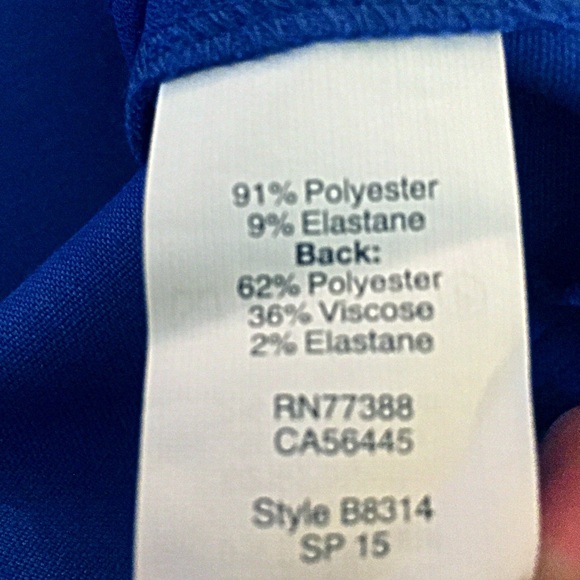 91% Polyester
9% Elastane
Back:
62% Polyester
36% Viscose
2% Elastane
RN77388
CA56445
Style B8314
SP 15